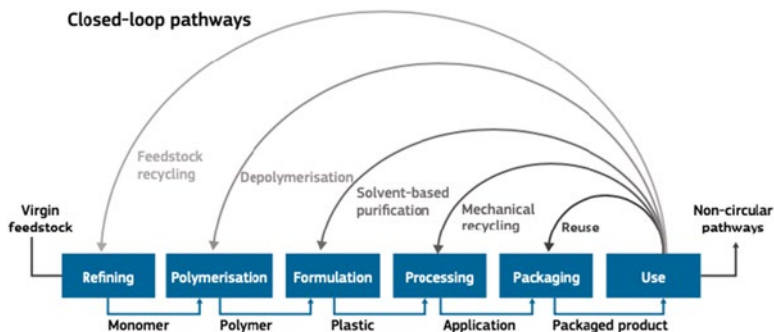 Closed-loop pathways
Feedstock
recycling
Depolymerisation
Solvent-based
purification
Mechanical
recycling
Reuse
Virgin
feedstock
Non-circular
pathways
Refining
Polymerisation
Formulation
Processing
Packaging
Use
Monomer
Polymer
Plastic
Application
Packaged product